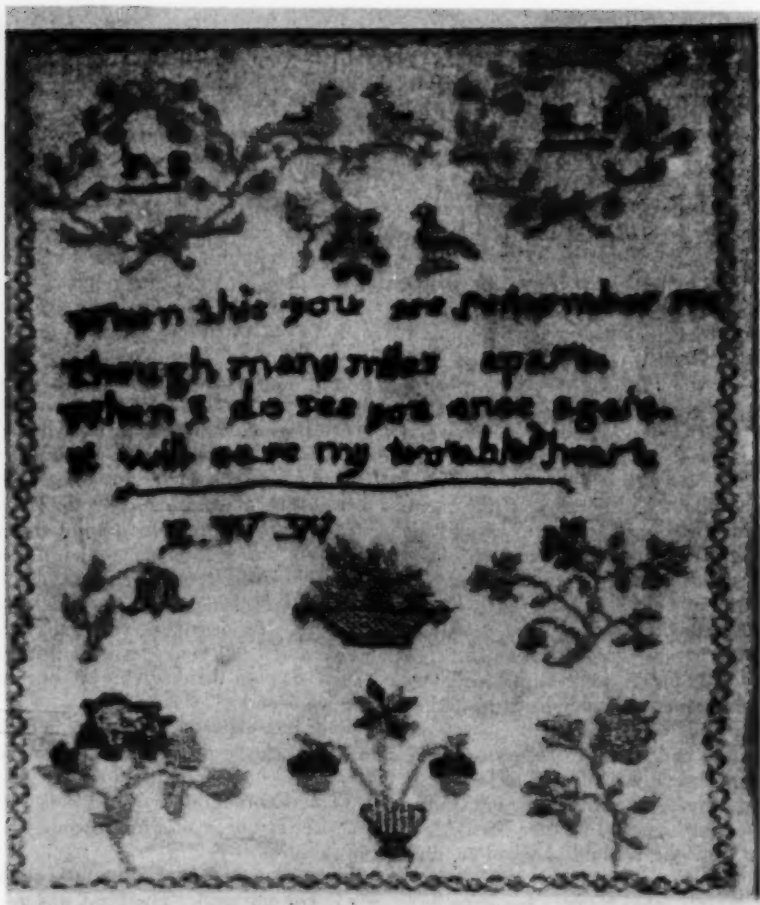 When this you see remember me
though many miles apart
When I do see you once again
it will ease my trouble heart
E. W W